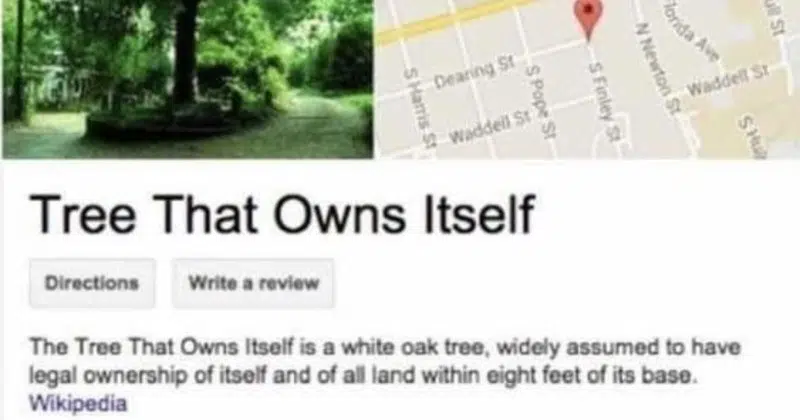 Dearing St
S Harris St
S Pope St
Waddell St
S Finley St
N Newton St
Florida Ave
Waddell St
Tree That Owns Itself
Directions
Write a review
The Tree That Owns Itself is a white oak tree, widely assumed to have
legal ownership of itself and of all land within eight feet of its base.
Wikipedia